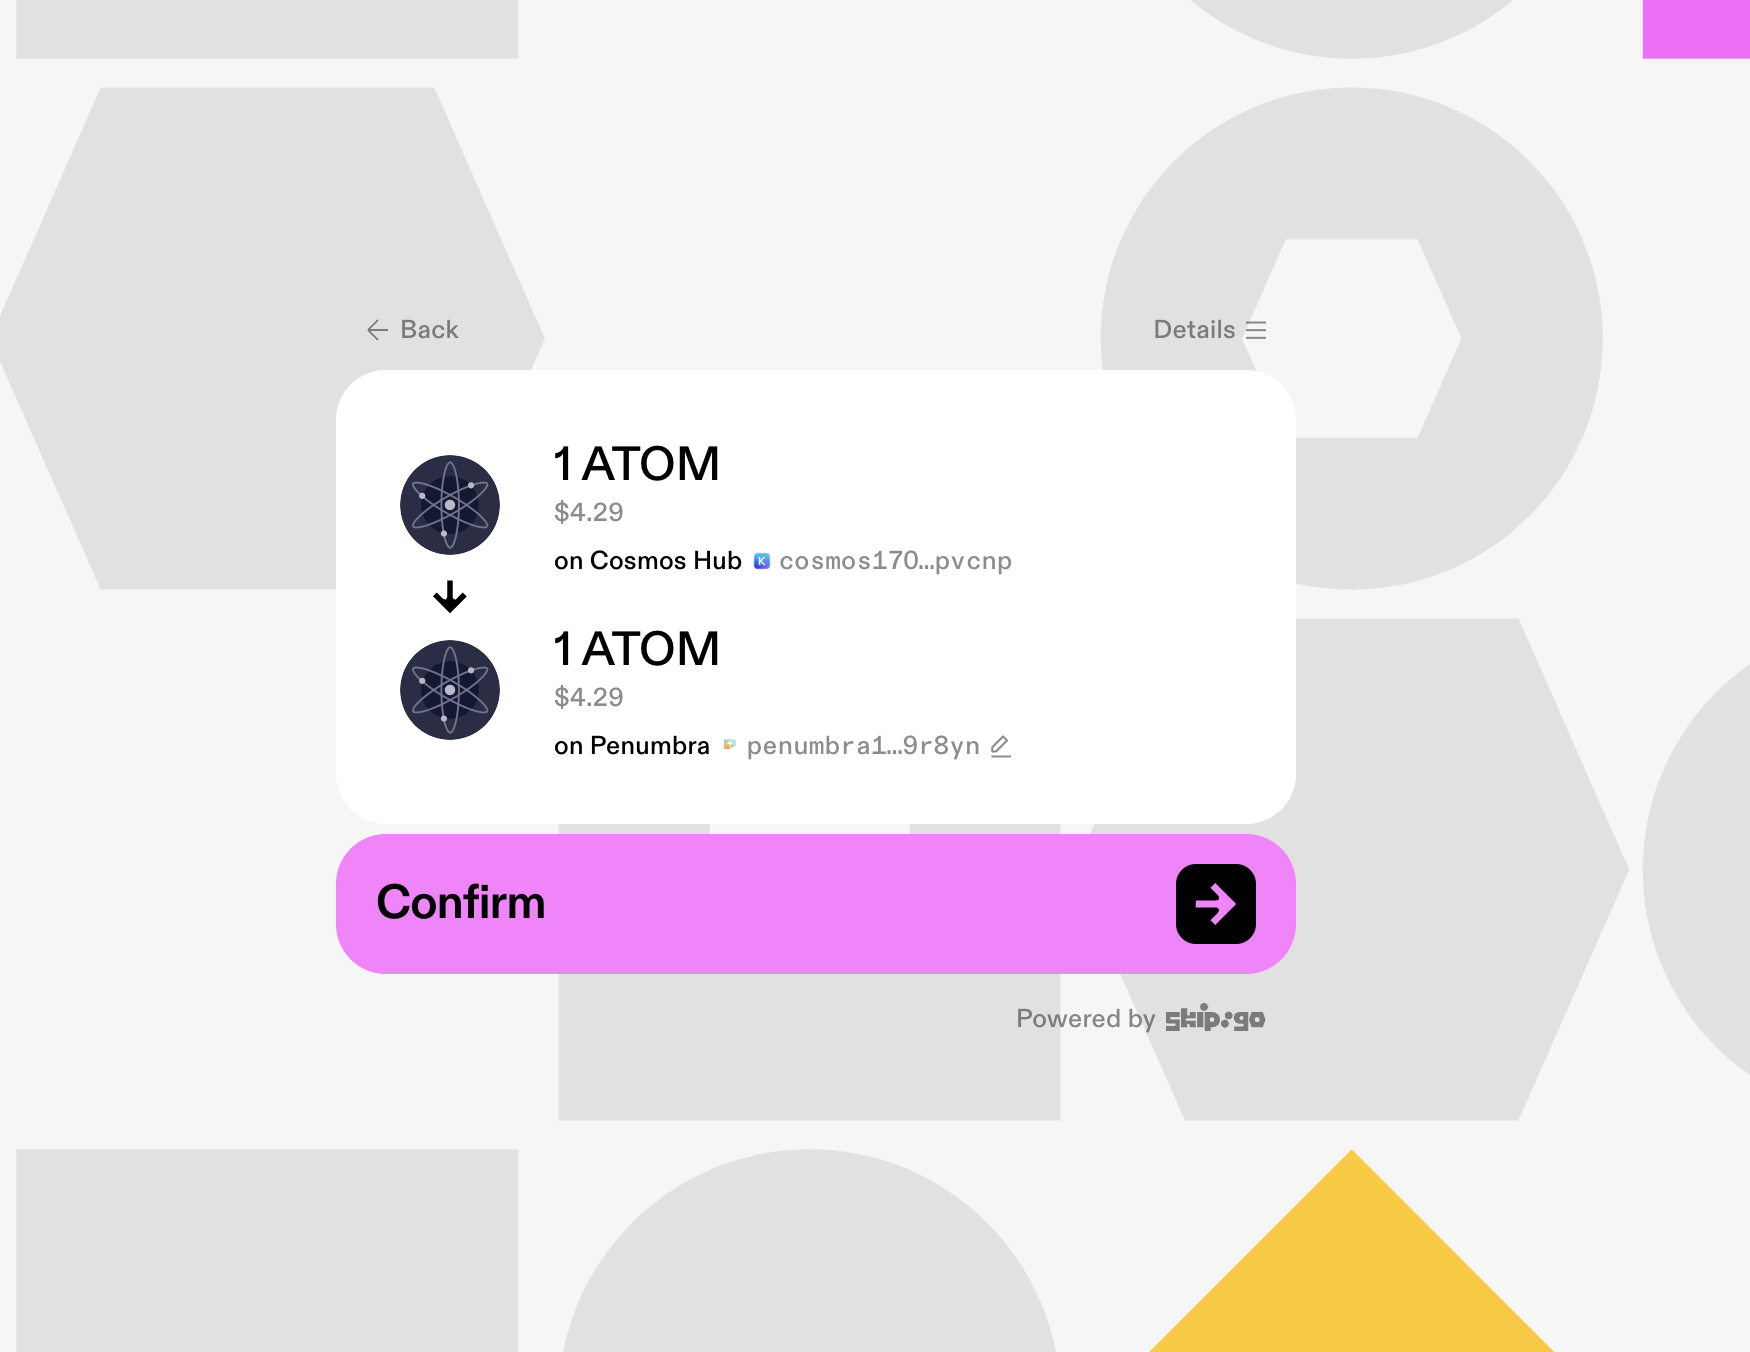 Back
Details
1 ATOM
$4.29
on Cosmos Hub K cosmos170…pvcnp
1 ATOM
$4.29
on Penumbra penumbra1…9r8yn
Confirm
Powered by skip:go